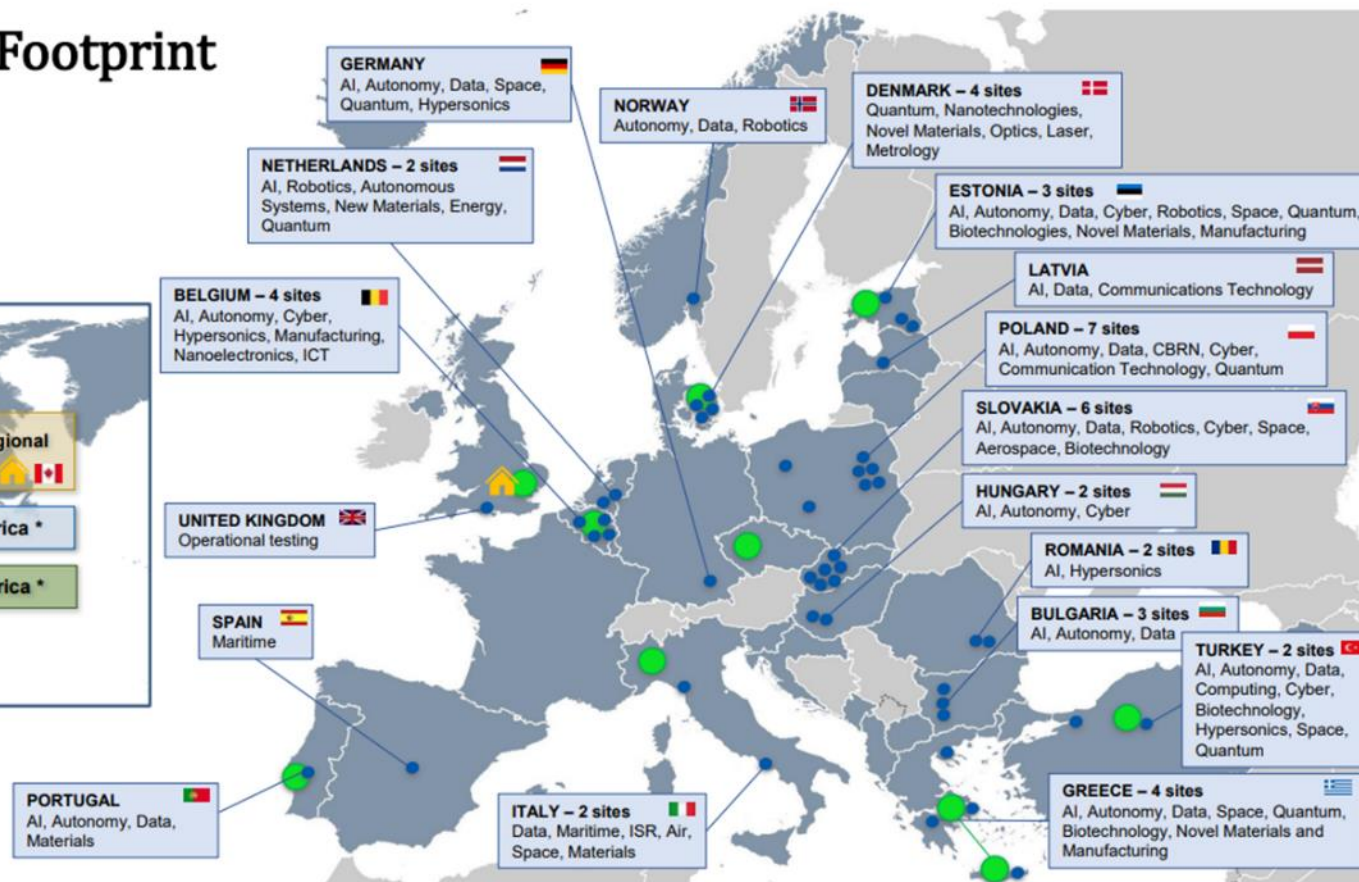 Footprint
GERMANY
AI, Autonomy, Data, Space,
Quantum, Hypersonics
NORWAY
Autonomy, Data, Robotics
DENMARK – 4 sites
Quantum, Nanotechnologies,
Novel Materials, Optics, Laser,
Metrology
NETHERLANDS – 2 sites
AI, Robotics, Autonomous
Systems, New Materials, Energy,
Quantum
ESTONIA – 3 sites
AI, Autonomy, Data, Cyber, Robotics, Space, Quantum,
Biotechnologies, Novel Materials, Manufacturing
LATVIA
AI, Data, Communications Technology
BELGIUM – 4 sites
AI, Autonomy, Cyber,
Hypersonics, Manufacturing,
Nanoelectronics, ICT
POLAND – 7 sites
AI, Autonomy, Data, CBRN, Cyber,
Communication Technology, Quantum
SLOVAKIA – 6 sites
AI, Autonomy, Data, Robotics, Cyber, Space,
Aerospace, Biotechnology
gional
rica *
rica *
HUNGARY – 2 sites
AI, Autonomy, Cyber
UNITED KINGDOM
Operational testing
ROMANIA – 2 sites
AI, Hypersonics
BULGARIA – 3 sites
AI, Autonomy, Data
SPAIN
Maritime
TURKEY – 2 sites
AI, Autonomy, Data,
Computing, Cyber,
Biotechnology,
Hypersonics, Space,
Quantum
PORTUGAL
AI, Autonomy, Data,
Materials
ITALY – 2 sites
Data, Maritime, ISR, Air,
Space, Materials
GREECE – 4 sites
AI, Autonomy, Data, Space, Quantum,
Biotechnology, Novel Materials and
Manufacturing